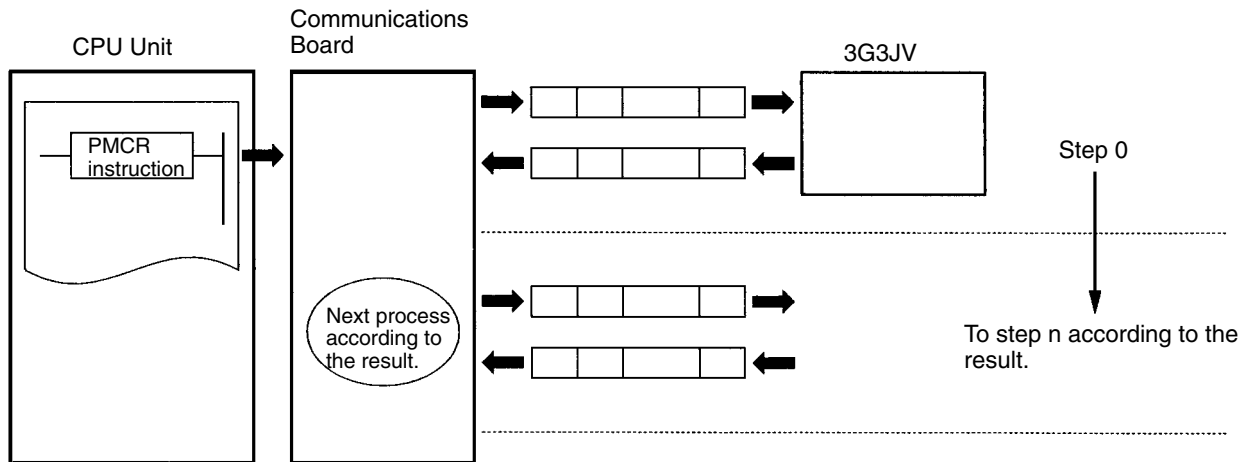 Communications
Board
CPU Unit
3G3JV
PMCR
instruction
Step 0
Next process
according to
the result.
To step n according to the
result.